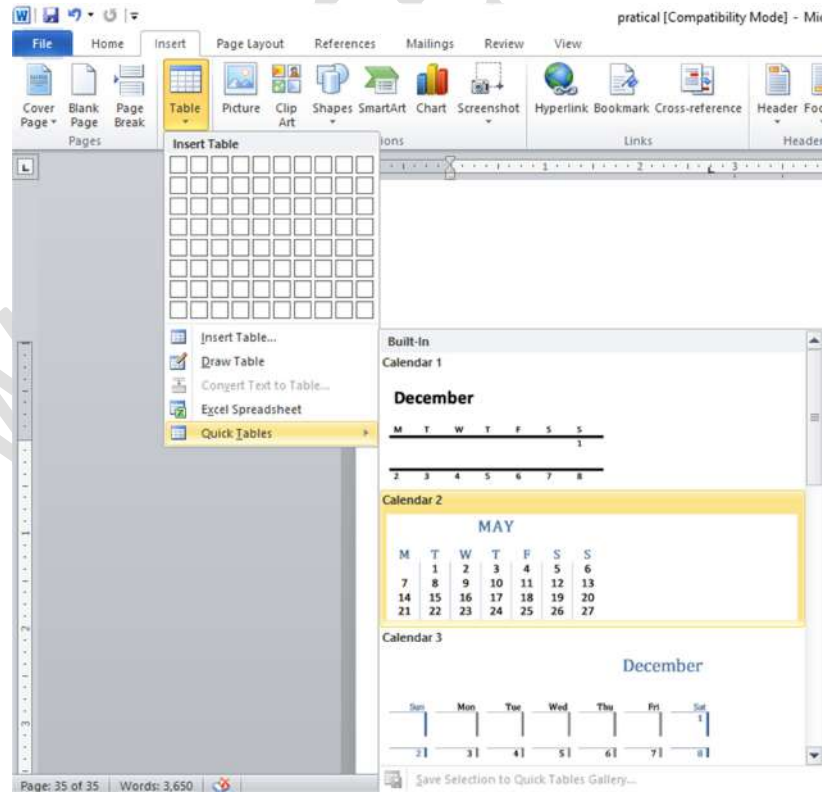 pratical [Compatibility Mode] - Mi
File Home Insert Page Layout References Mailings Review View
Cover Page Blank Page Page Break Table Picture Clip Art Shapes SmartArt Chart Screenshot Hyperlink Bookmark Cross-reference Header Foo
Pages ions Links Header
Insert Table
1 2 3
Insert Table...
Draw Table
Convert Text to Table...
Excel Spreadsheet
Quick Tables
Built-In
Calendar 1
December
M T W T F S S
1
2 3 4 5 6 7 8
Calendar 2
MAY
M T W T F S S
1 2 3 4 5 6
7 8 9 10 11 12 13
14 15 16 17 18 19 20
21 22 23 24 25 26 27
Calendar 3
December
Sun Mon Tue Wed Thu Fri Sat
1
2 3 4 5 6 7 8
Save Selection to Quick Tables Gallery...
Page: 35 of 35 Words: 3,650